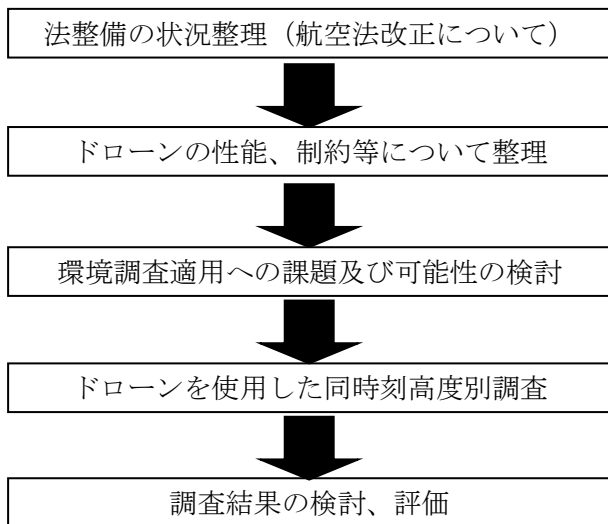 法整備の状況整理（航空法改正について）
ドローンの性能、制約等について整理
環境調査適用への課題及び可能性の検討
ドローンを使用した同時刻高度別調査
調査結果の検討、評価